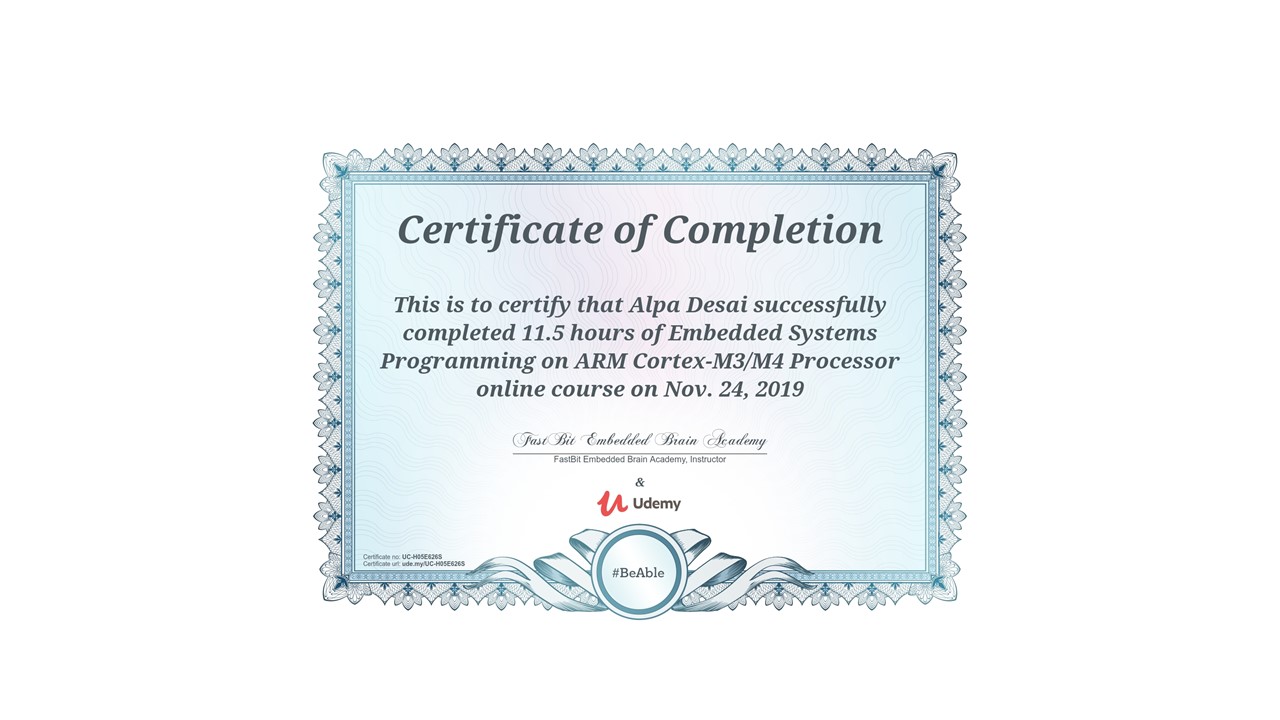 Certificate of Completion
This is to certify that Alpa Desai successfully
completed 11.5 hours of Embedded Systems
Programming on ARM Cortex-M3/M4 Processor
online course on Nov. 24, 2019
FastBit Embedded Brain Academy
FastBit Embedded Brain Academy, Instructor
&
Udemy
Certificate no: UC-H05E626S
Certificate url: ude.my/UC-H05E626S
#BeAble